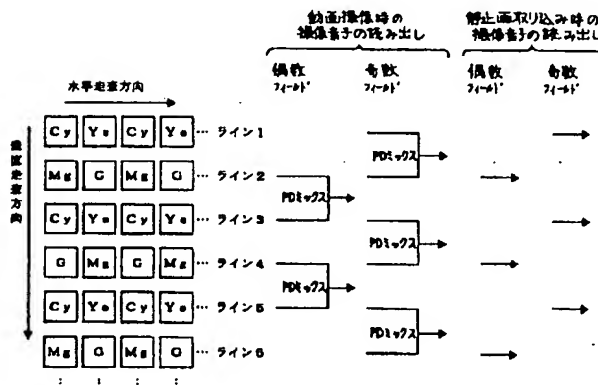 動画撮像時の
撮像素子の読み出し
静止画取り込み時の
撮像素子の読み出し
偶数
フィールド
奇数
フィールド
偶数
フィールド
奇数
フィールド
水平走査方向
垂直走査方向
Cy Ye Cy Ye … ライン1
Mg G Mg G … ライン2
Cy Ye Cy Ye … ライン3
G Mg G Mg … ライン4
Cy Ye Cy Ye … ライン5
Mg G Mg G … ライン6
PDミックス
PDミックス
PDミックス
PDミックス
PDミックス